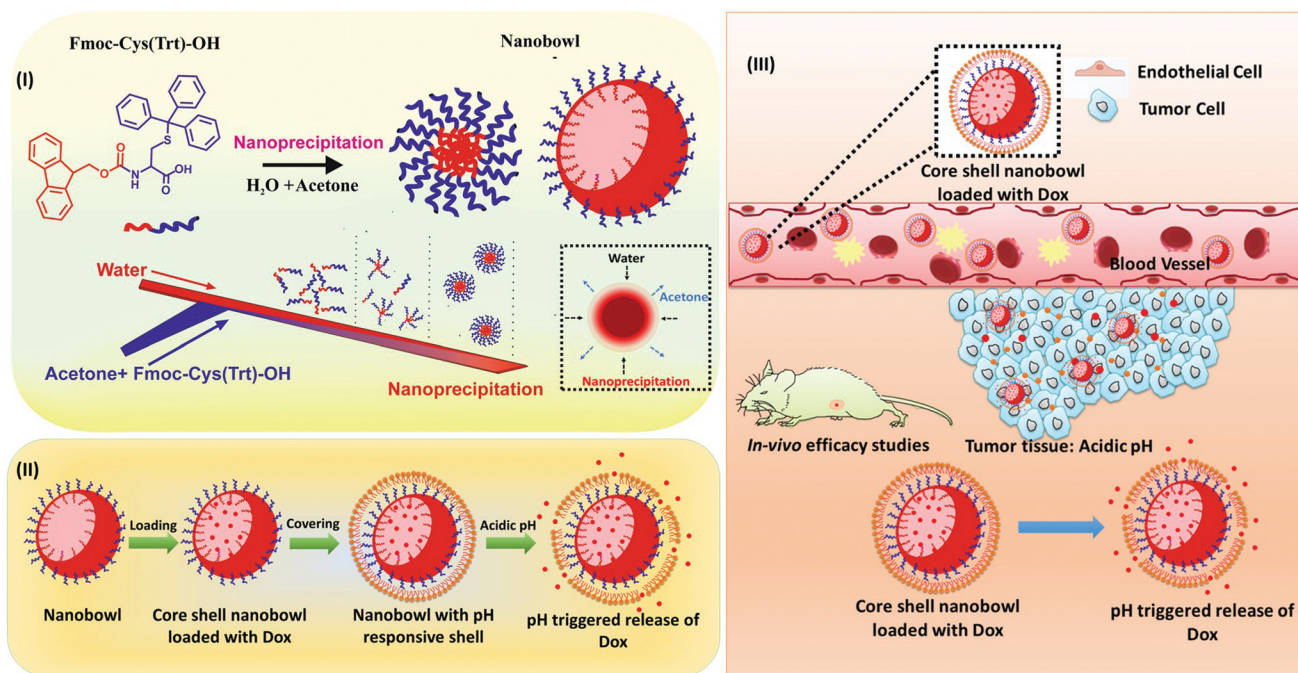 Fmoc-Cys(Trt)-OH
Nanobowl
(I)
S
O
O
N
H
O
OH
Nanoprecipitation
H₂O +Acetone
Water
Acetone+ Fmoc-Cys(Trt)-OH
Nanoprecipitation
Water
Acetone
Nanoprecipitation
(II)
Loading
Covering
Acidic pH
Nanobowl
Core shell nanobowl
loaded with Dox
Nanobowl with pH
responsive shell
pH triggered release of
Dox
(III)
Endothelial Cell
Tumor Cell
Core shell nanobowl
loaded with Dox
Blood Vessel
In-vivo efficacy studies
Tumor tissue: Acidic pH
Core shell nanobowl
loaded with Dox
pH triggered release of
Dox